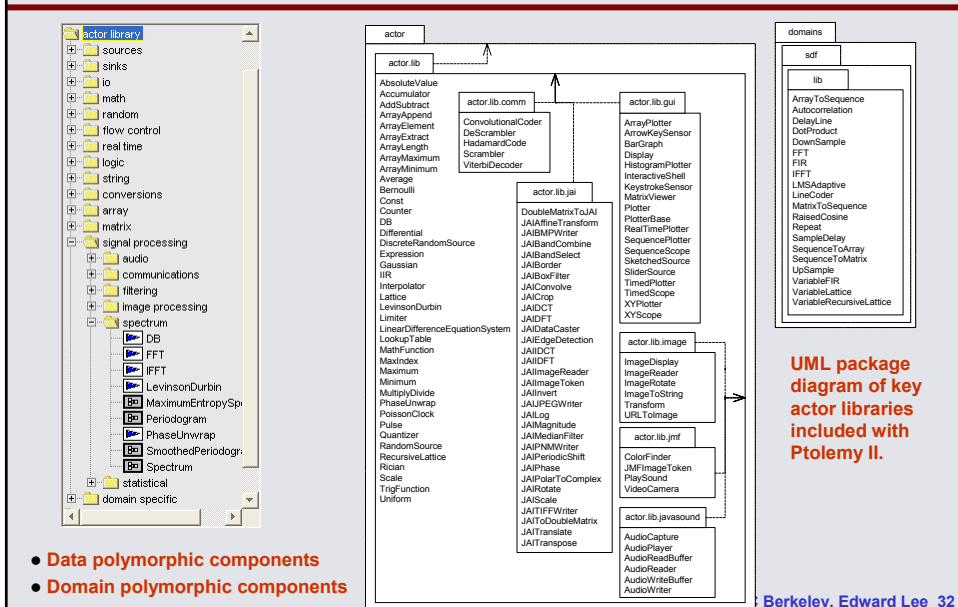 actor library
sources
sinks
io
math
random
flow control
real time
logic
string
conversions
array
matrix
signal processing
audio
communications
filtering
image processing
spectrum
DB
FFT
IFFT
LevinsonDurbin
MaximumEntropySpe
Periodogram
PhaseUnwrap
SmoothedPeriodogra
Spectrum
statistical
domain specific
● Data polymorphic components
● Domain polymorphic components
actor
actor.lib
AbsoluteValue
Accumulator
AddSubtract
ArrayAppend
ArrayElement
ArrayExtract
ArrayLength
ArrayMaximum
ArrayMinimum
Average
Bernoulli
Const
Counter
DB
Differential
DiscreteRandomSource
Expression
Gaussian
IIR
Interpolator
Lattice
LevinsonDurbin
Limiter
LinearDifferenceEquationSystem
LookupTable
MathFunction
MaxIndex
Maximum
Minimum
MultiplyDivide
PhaseUnwrap
PoissonClock
Pulse
Quantizer
RandomSource
RecursiveLattice
Rician
Scale
TrigFunction
Uniform
actor.lib.comm
ConvolutionalCoder
DeScrambler
HadamardCode
Scrambler
ViterbiDecoder
actor.lib.jai
DoubleMatrixToJAI
JAIAffineTransform
JAIBMPWriter
JAIBandCombine
JAIBandSelect
JAIBorder
JAIBoxFilter
JAIConvolve
JAICrop
JAIDCT
JAIDFT
JAIDataCaster
JAIEdgeDetection
JAIIDCT
JAIIDFT
JAIImageReader
JAIImageToken
JAIInvert
JAIJPEGWriter
JAILog
JAIMagnitude
JAIMedianFilter
JAIPNMWriter
JAIPeriodicShift
JAIPhase
JAIPolarToComplex
JAIRotate
JAIScale
JAITIFFWriter
JAIToDoubleMatrix
JAITranslate
JAITranspose
actor.lib.gui
ArrayPlotter
ArrowKeySensor
BarGraph
Display
HistogramPlotter
InteractiveShell
KeystrokeSensor
MatrixViewer
Plotter
PlotterBase
RealTimePlotter
SequencePlotter
SequenceScope
SketchedSource
SliderSource
TimedPlotter
TimedScope
XYPlotter
XYScope
actor.lib.image
ImageDisplay
ImageReader
ImageRotate
ImageToString
Transform
URLToImage
actor.lib.jmf
ColorFinder
JMFImageToken
PlaySound
VideoCamera
actor.lib.javasound
AudioCapture
AudioPlayer
AudioReadBuffer
AudioReader
AudioWriteBuffer
AudioWriter
domains
sdf
lib
ArrayToSequence
Autocorrelation
DelayLine
DotProduct
DownSample
FFT
FIR
IFFT
LMSAdaptive
LineCoder
MatrixToSequence
RaisedCosine
Repeat
SampleDelay
SequenceToArray
SequenceToMatrix
UpSample
VariableFIR
VariableLattice
VariableRecursiveLattice
UML package
diagram of key
actor libraries
included with
Ptolemy II.
Berkeley, Edward Lee 32